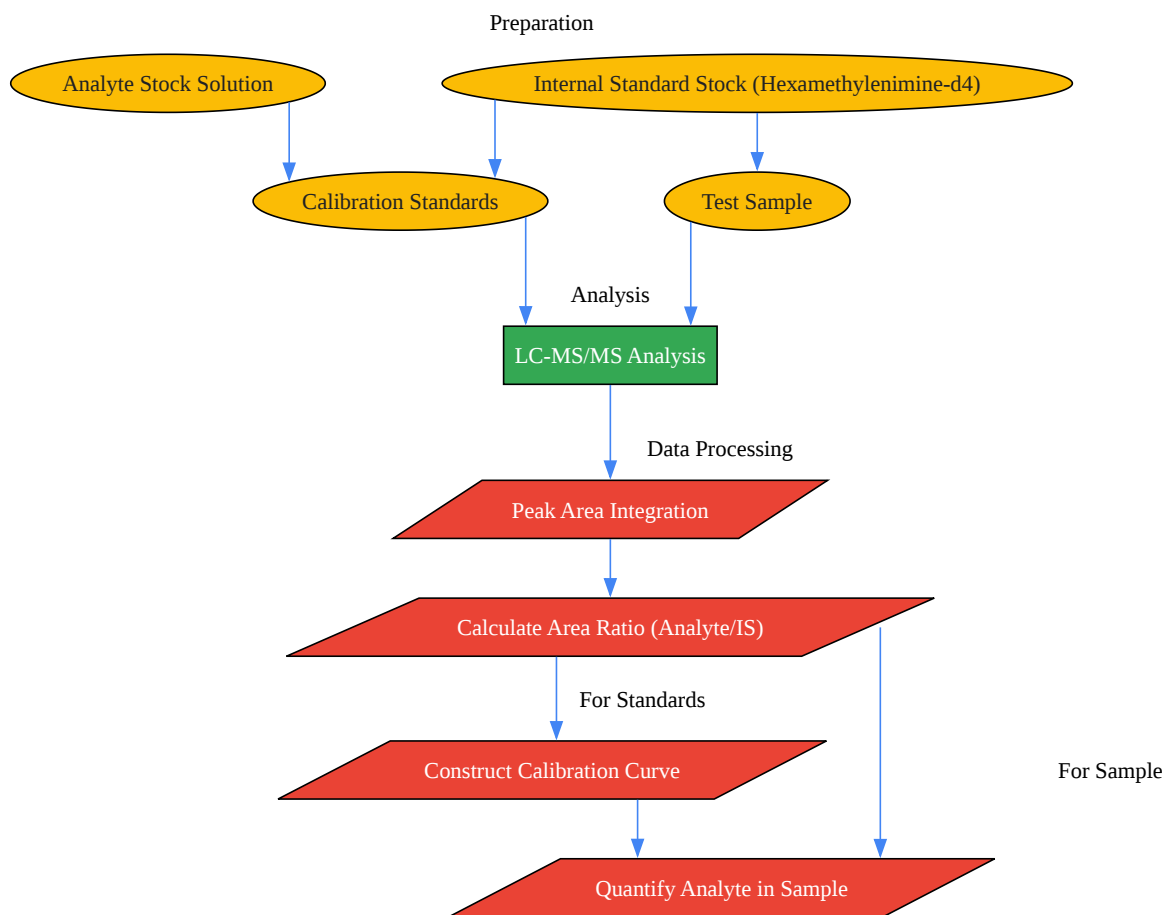 Preparation
Analyte Stock Solution
Internal Standard Stock (Hexamethylenimine-d4)
Calibration Standards
Test Sample
Analysis
LC-MS/MS Analysis
Data Processing
Peak Area Integration
Calculate Area Ratio (Analyte/IS)
For Standards
Construct Calibration Curve
For Sample
Quantify Analyte in Sample